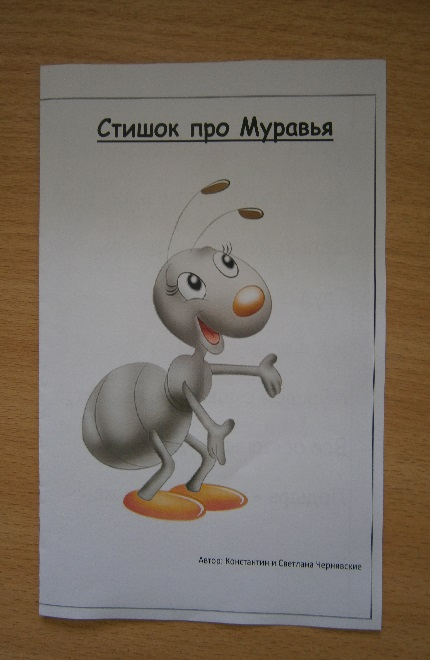 Стишок про Муравья
Автор: Константин и Светлана Чернявские